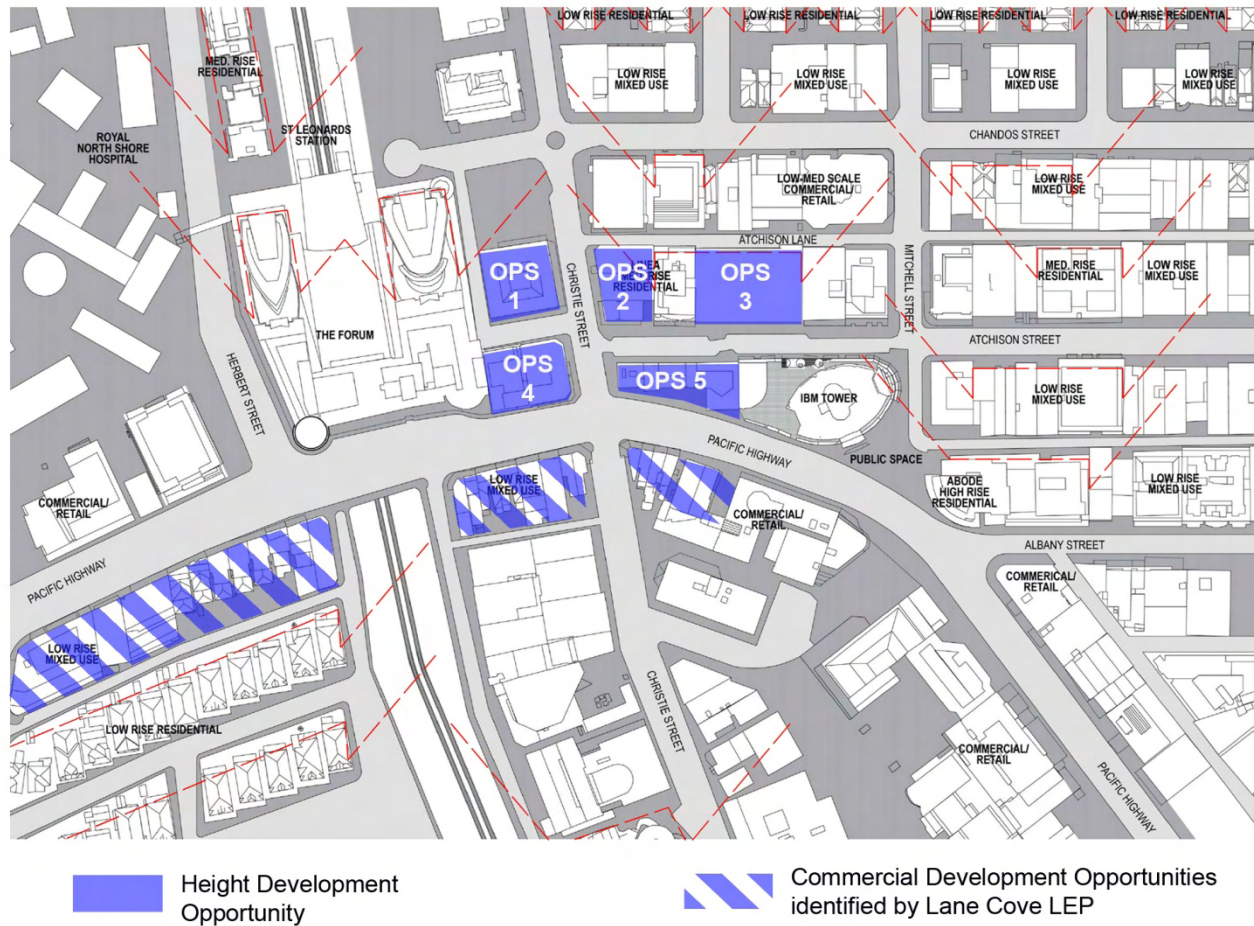 LOW RISE RESIDENTIAL
LOW RISE RESIDENTIAL
LOW RISE RESIDENTIAL
LOW RISE RESIDENTIAL
MED. RISE
RESIDENTIAL
LOW RISE
MIXED USE
LOW RISE
MIXED USE
LOW RISE
MIXED USE
LOW RISE
MIXED USE
ROYAL
NORTH SHORE
HOSPITAL
ST LEONARDS
STATION
CHANDOS STREET
LOW-MED SCALE
COMMERCIAL/
RETAIL
LOW RISE
MIXED USE
ATCHISON LANE
OPS
1
CHRISTIE STREET
OPS
2
RISE
RESIDENTIAL
OPS
3
MITCHELL STREET
MED. RISE
RESIDENTIAL
LOW RISE
MIXED USE
THE FORUM
ATCHISON STREET
HERBERT STREET
OPS
4
OPS 5
IBM TOWER
LOW RISE
MIXED USE
PACIFIC HIGHWAY
PUBLIC SPACE
COMMERCIAL/
RETAIL
LOW RISE
MIXED USE
COMMERCIAL/
RETAIL
ABODE
HIGH RISE
RESIDENTIAL
LOW RISE
MIXED USE
ALBANY STREET
PACIFIC HIGHWAY
COMMERICAL/
RETAIL
LOW RISE
MIXED USE
LOW RISE RESIDENTIAL
CHRISTIE STREET
COMMERCIAL/
RETAIL
PACIFIC HIGHWAY
Height Development
Opportunity
Commercial Development Opportunities
identified by Lane Cove LEP